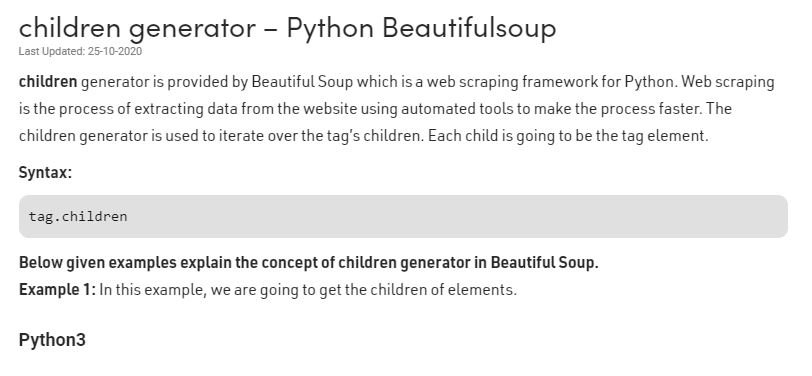 children generator – Python Beautifulsoup
Last Updated: 25-10-2020
children generator is provided by Beautiful Soup which is a web scraping framework for Python. Web scraping
is the process of extracting data from the website using automated tools to make the process faster. The
children generator is used to iterate over the tag’s children. Each child is going to be the tag element.
Syntax:
tag.children
Below given examples explain the concept of children generator in Beautiful Soup.
Example 1: In this example, we are going to get the children of elements.
Python3